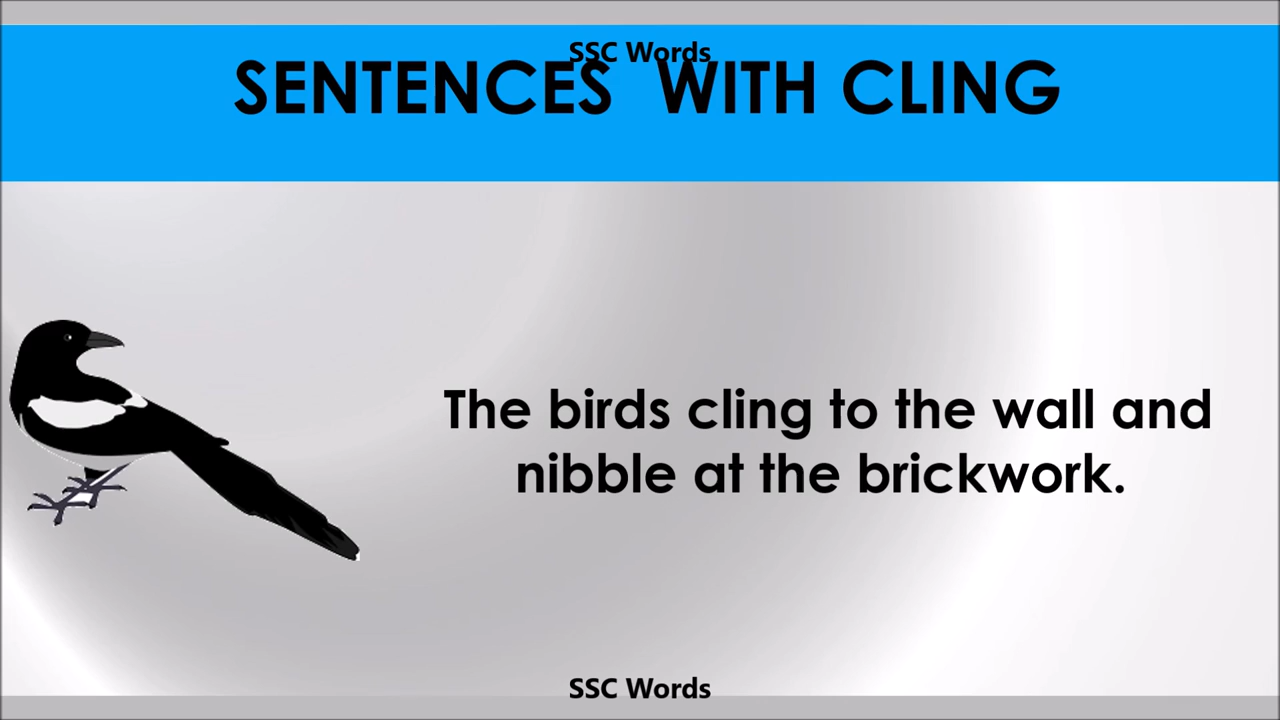 SSC Words
SENTENCES WITH CLING
The birds cling to the wall and
nibble at the brickwork.
SSC Words